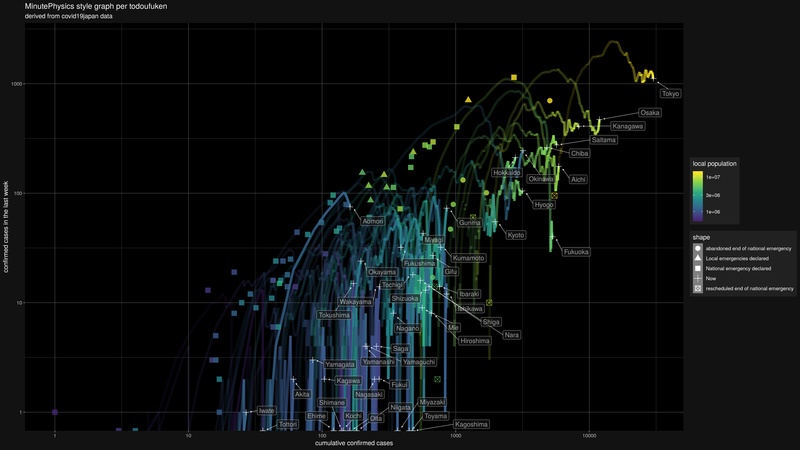 MinutePhysics style graph per todoufuken
derived from covid19japan data
confirmed cases in the last week
1000
100
10
1
Tokyo
Osaka
Kanagawa
Saitama
Chiba
Hokkaido
Okinawa
Aichi
Hyogo
Aomori
Gunma
Kyoto
Miyagi
Fukuoka
Kumamoto
Fukushima
Gifu
Okayama
Tochigi
Ibaraki
Shizuoka
Wakayama
Ishikawa
Tokushima
Shiga
Nagano
Mie
Nara
Hiroshima
Saga
Yamagata
Yamanashi
Yamaguchi
Kagawa
Fukui
Akita
Nagasaki
Shimane
Miyazaki
Niigata
Iwate
Ehime
Kochi
Oita
Toyama
Tottori
Kagoshima
1
10
100
1000
10000
cumulative confirmed cases
local population
1e+07
3e+06
1e+06
shape
abandoned end of national emergency
Local emergencies declared
National emergency declared
Now
rescheduled end of national emergency